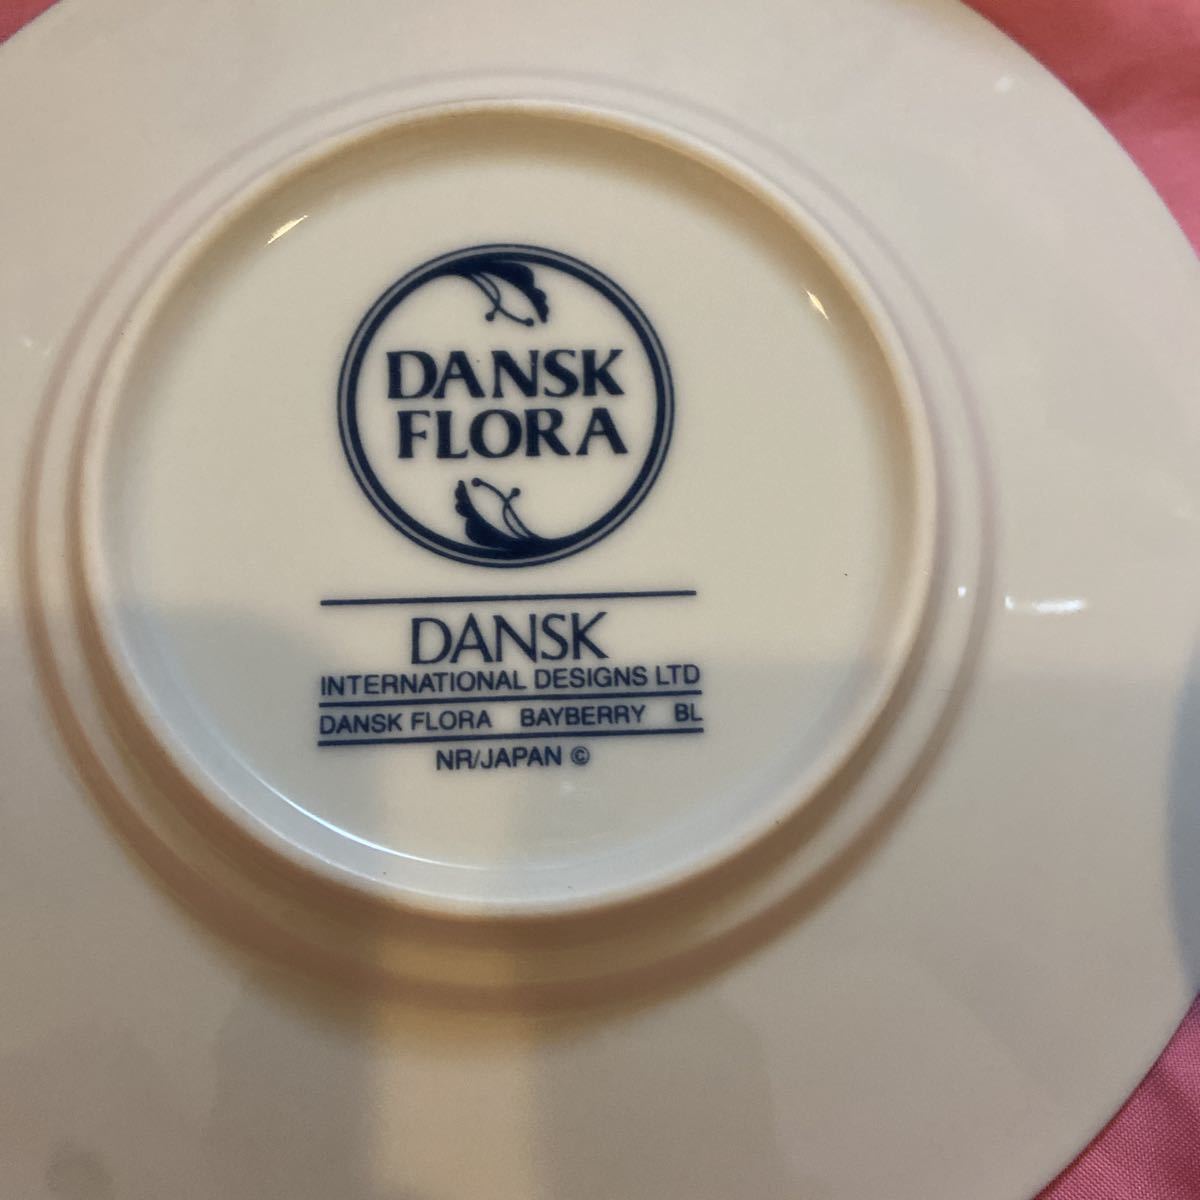 DANSK
FLORA
DANSK
INTERNATIONAL DESIGNS LTD
DANSK FLORA BAYBERRY BL
NR/JAPAN ©